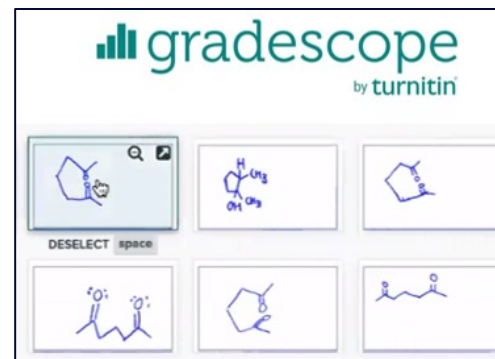 gradescope
by turnitin
H
CH3
OH CH3
DESELECT space
O: :O:
O
O O